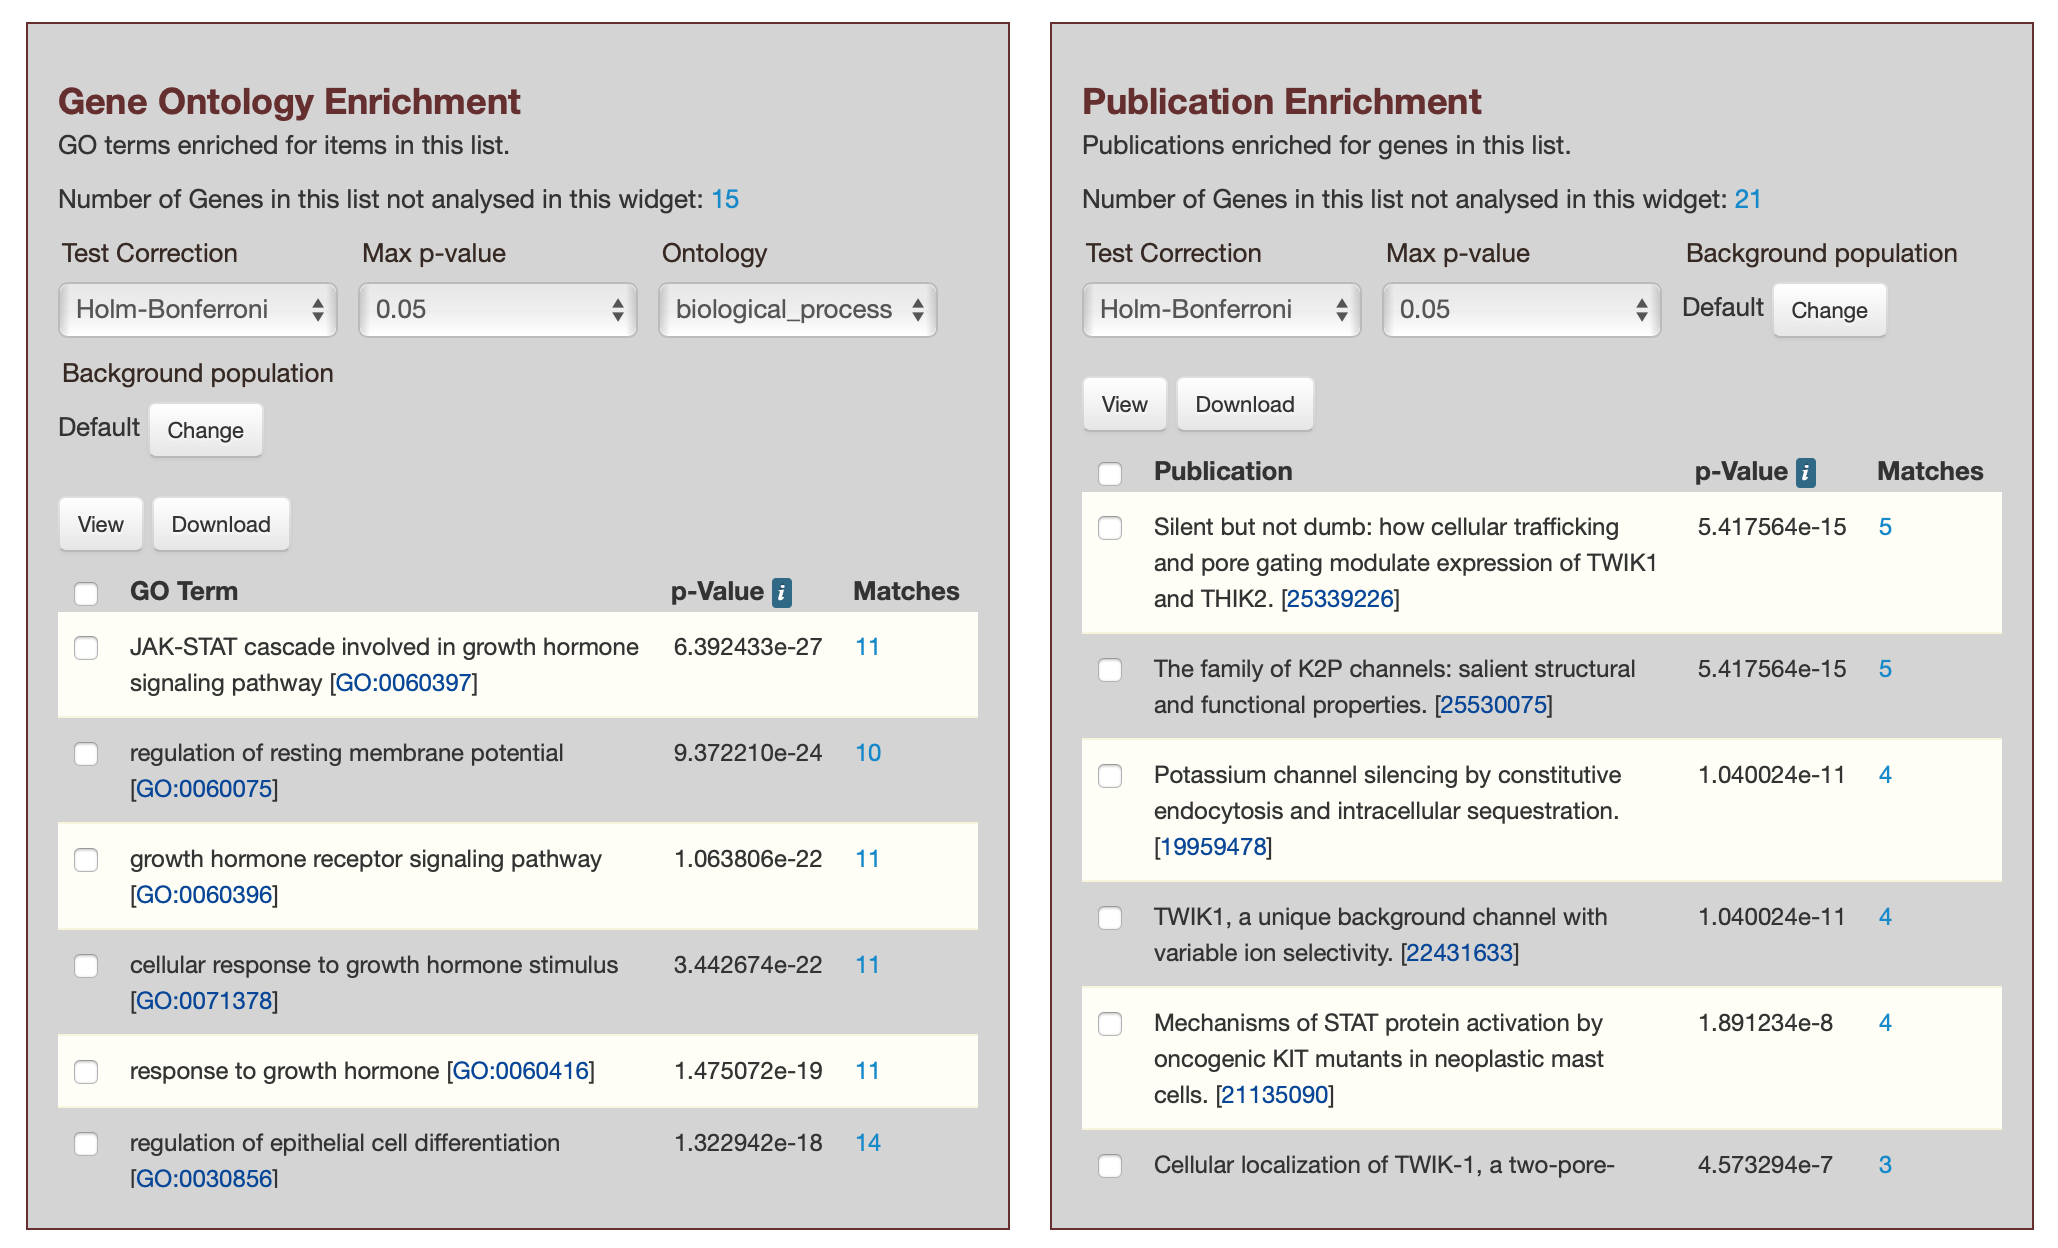 Gene Ontology Enrichment
GO terms enriched for items in this list.
Number of Genes in this list not analysed in this widget: 15
Test Correction Max p-value Ontology
Holm-Bonferroni 0.05 biological_process
Background population
Default Change
View Download
GO Term p-Value i Matches
JAK-STAT cascade involved in growth hormone 6.392433e-27 11
signaling pathway [GO:0060397]
regulation of resting membrane potential 9.372210e-24 10
[GO:0060075]
growth hormone receptor signaling pathway 1.063806e-22 11
[GO:0060396]
cellular response to growth hormone stimulus 3.442674e-22 11
[GO:0071378]
response to growth hormone [GO:0060416] 1.475072e-19 11
regulation of epithelial cell differentiation 1.322942e-18 14
[GO:0030856]
Publication Enrichment
Publications enriched for genes in this list.
Number of Genes in this list not analysed in this widget: 21
Test Correction Max p-value Background population
Holm-Bonferroni 0.05 Default Change
View Download
Publication p-Value i Matches
Silent but not dumb: how cellular trafficking 5.417564e-15 5
and pore gating modulate expression of TWIK1
and THIK2. [25339226]
The family of K2P channels: salient structural 5.417564e-15 5
and functional properties. [25530075]
Potassium channel silencing by constitutive 1.040024e-11 4
endocytosis and intracellular sequestration.
[19959478]
TWIK1, a unique background channel with 1.040024e-11 4
variable ion selectivity. [22431633]
Mechanisms of STAT protein activation by 1.891234e-8 4
oncogenic KIT mutants in neoplastic mast
cells. [21135090]
Cellular localization of TWIK-1, a two-pore- 4.573294e-7 3